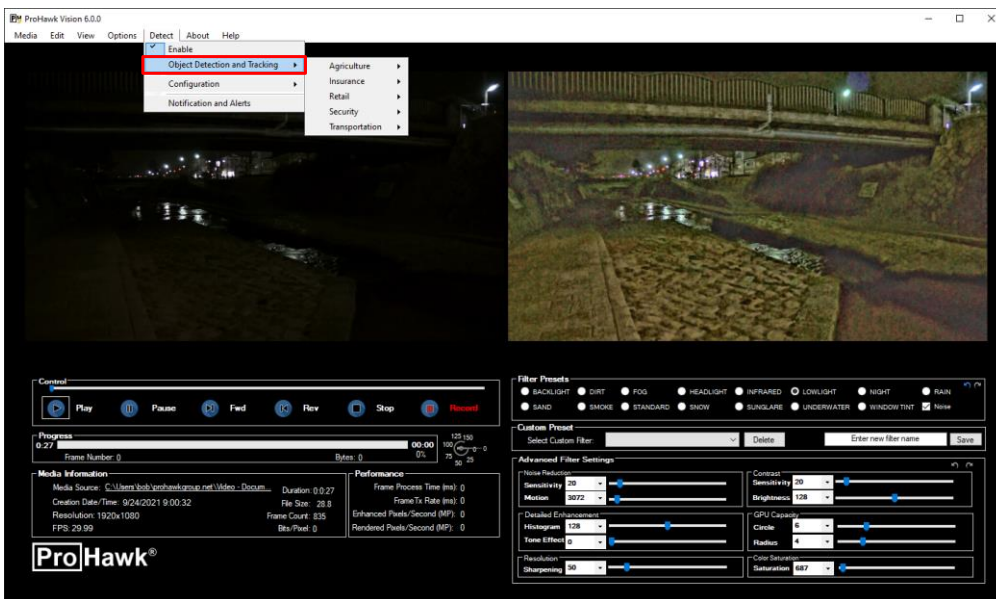 ProHawk Vision 6.0.0
Media Edit View Options Detect About Help
Enable
Object Detection and Tracking
Configuration
Notification and Alerts
Agriculture
Insurance
Retail
Security
Transportation
Control
Play Pause Fwd Rev Stop Record
Progress
0:27 00:00
Frame Number: 0 Bytes: 0 0%
125 150
100 0
75 50 25
Media Information
Media Source: C:\Users\bob\prohawkgroup.net\Video - Docum... Duration: 0:0:27
Creation Date/Time: 9/24/2021 9:00:32 File Size: 28.8
Resolution: 1920x1080 Frame Count: 835
FPS: 29.99 Bits/Pixel: 0
Performance
Frame Process Time (ms): 0
FrameTx Rate (ms): 0
Enhanced Pixels/Second (MP): 0
Rendered Pixels/Second (MP): 0
ProHawk®
Filter Presets
BACKLIGHT DIRT FOG HEADLIGHT INFRARED LOWLIGHT NIGHT RAIN
SAND SMOKE STANDARD SNOW SUNGLARE UNDERWATER WINDOW TINT Noise
Custom Preset
Select Custom Filter: Delete Enter new filter name Save
Advanced Filter Settings
Noise Reduction
Sensitivity 20
Motion 3072
Contrast
Sensitivity 20
Brightness 128
Detailed Enhancement
Histogram 128
Tone Effect 0
GPU Capacity
Circle 6
Radius 4
Resolution
Sharpening 50
Color Saturation
Saturation 687